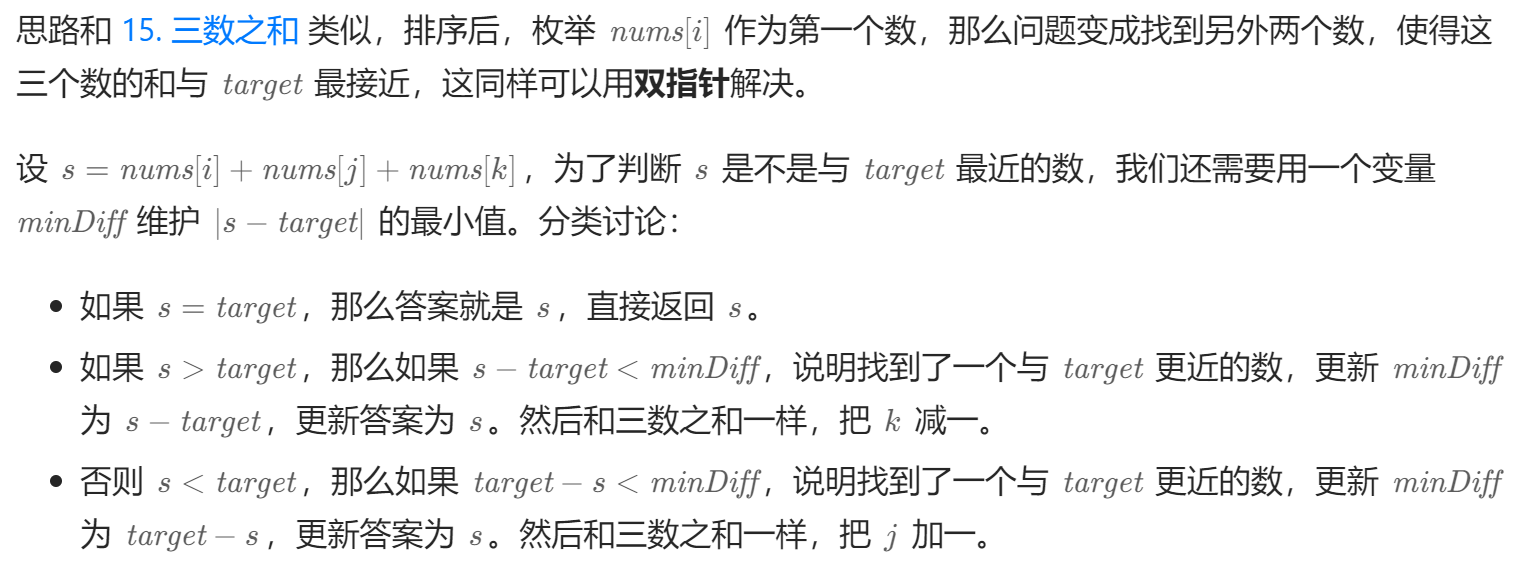 思路和 15. 三数之和 类似，排序后，枚举 nums[i] 作为第一个数，那么问题变成找到另外两个数，使得这
三个数的和与 target 最接近，这同样可以用双指针解决。
设 s = nums[i] + nums[j] + nums[k]，为了判断 s 是不是与 target 最近的数，我们还需要用一个变量
minDiff 维护 |s − target| 的最小值。分类讨论：
• 如果 s = target，那么答案就是 s，直接返回 s。
• 如果 s > target，那么如果 s − target < minDiff，说明找到了一个与 target 更近的数，更新 minDiff
为 s − target，更新答案为 s。然后和三数之和一样，把 k 减一。
• 否则 s < target，那么如果 target − s < minDiff，说明找到了一个与 target 更近的数，更新 minDiff
为 target − s，更新答案为 s。然后和三数之和一样，把 j 加一。